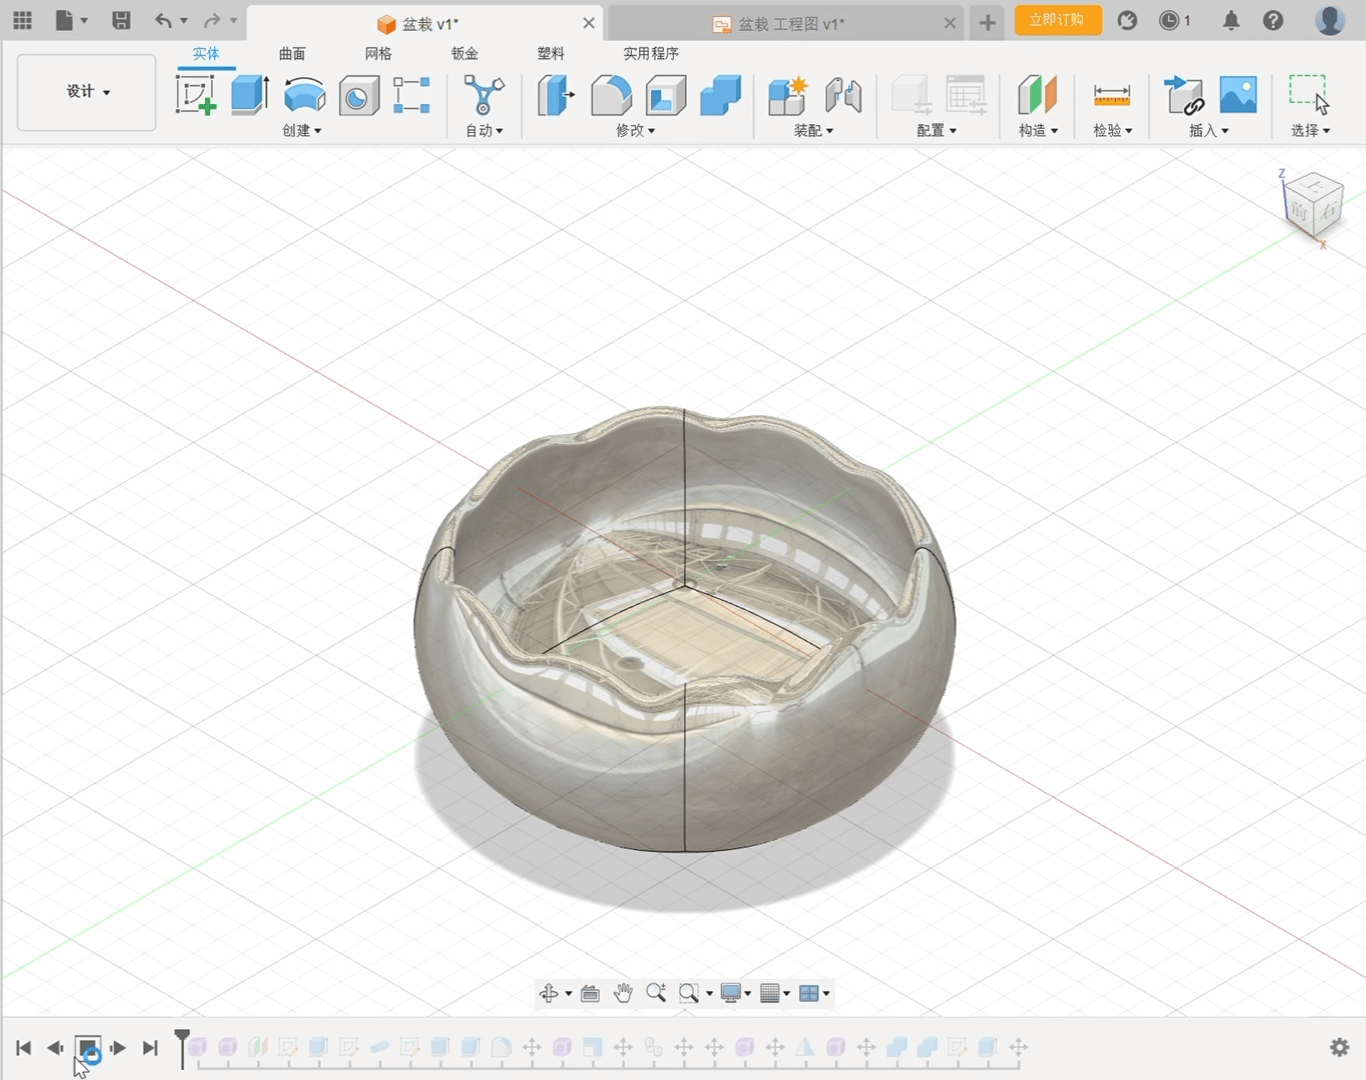 盆栽 v1*
盆栽 工程图 v1*
立即订购
1
实体
曲面
网格
钣金
塑料
实用程序
设计
创建
自动
修改
装配
配置
构造
检验
插入
选择
Z
上
前
右
X